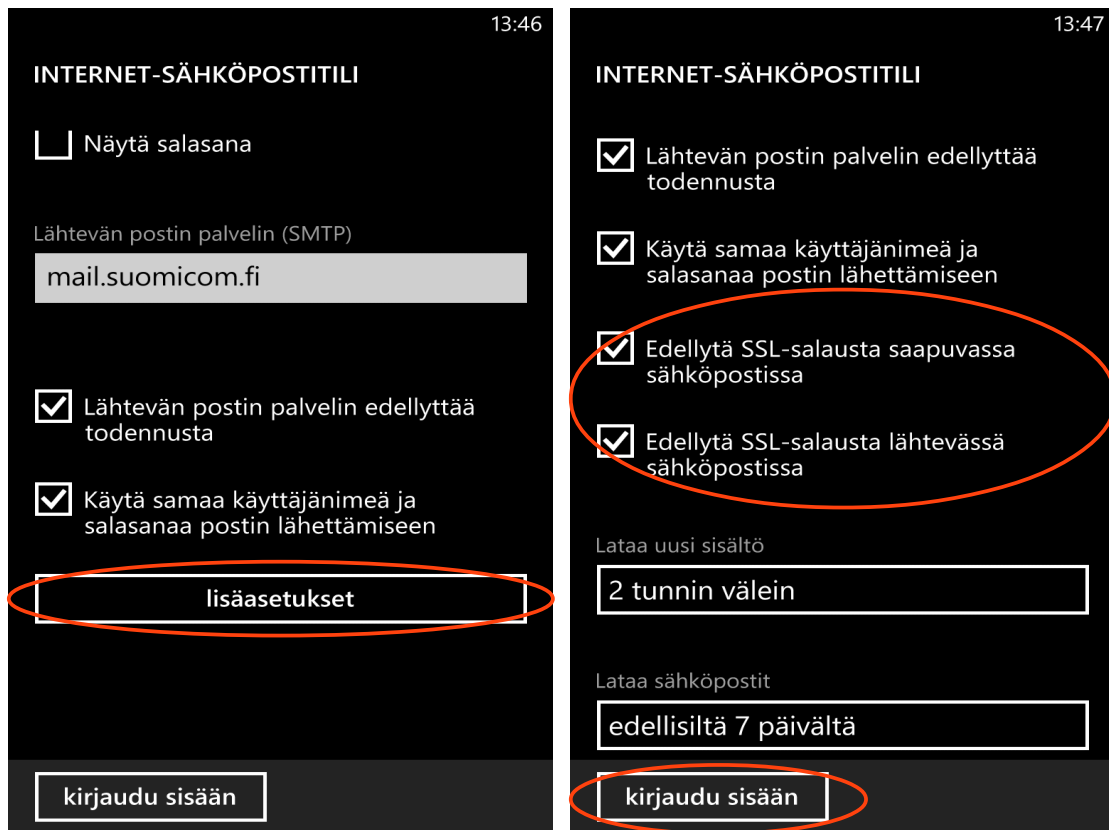 13:46
INTERNET-SÄHKÖPOSTITILI
Näytä salasana
Lähtevän postin palvelin (SMTP)
mail.suomicom.fi
Lähtevän postin palvelin edellyttää
todennusta
Käytä samaa käyttäjänimeä ja
salasanaa postin lähettämiseen
lisäasetukset
kirjaudu sisään
13:47
INTERNET-SÄHKÖPOSTITILI
Lähtevän postin palvelin edellyttää
todennusta
Käytä samaa käyttäjänimeä ja
salasanaa postin lähettämiseen
Edellytä SSL-salausta saapuvassa
sähköpostissa
Edellytä SSL-salausta lähtevässä
sähköpostissa
Lataa uusi sisältö
2 tunnin välein
Lataa sähköpostit
edellisiltä 7 päivältä
kirjaudu sisään